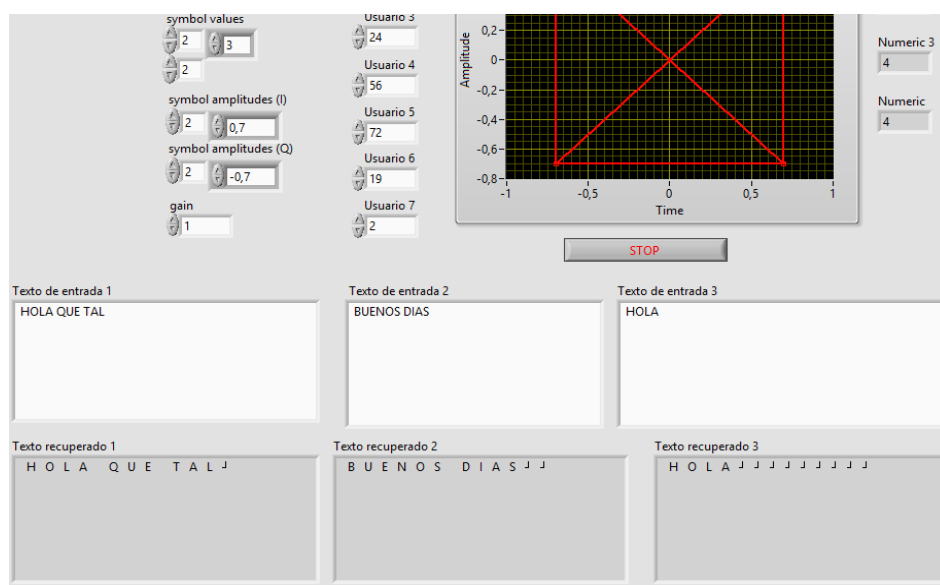 symbol values
2
3
2
symbol amplitudes (I)
2
0,7
symbol amplitudes (Q)
2
-0,7
gain
1
Usuario 3
24
Usuario 4
56
Usuario 5
72
Usuario 6
19
Usuario 7
2
Amplitude
0,2
0
-0,2
-0,4
-0,6
-0,8
-1
-0,5
0
0,5
1
Time
Numeric 3
4
Numeric
4
STOP
Texto de entrada 1
HOLA QUE TAL
Texto de entrada 2
BUENOS DIAS
Texto de entrada 3
HOLA
Texto recuperado 1
H O L A   Q U E   T A L ┘
Texto recuperado 2
B U E N O S   D I A S ┘ ┘
Texto recuperado 3
H O L A ┘ ┘ ┘ ┘ ┘ ┘ ┘ ┘ ┘